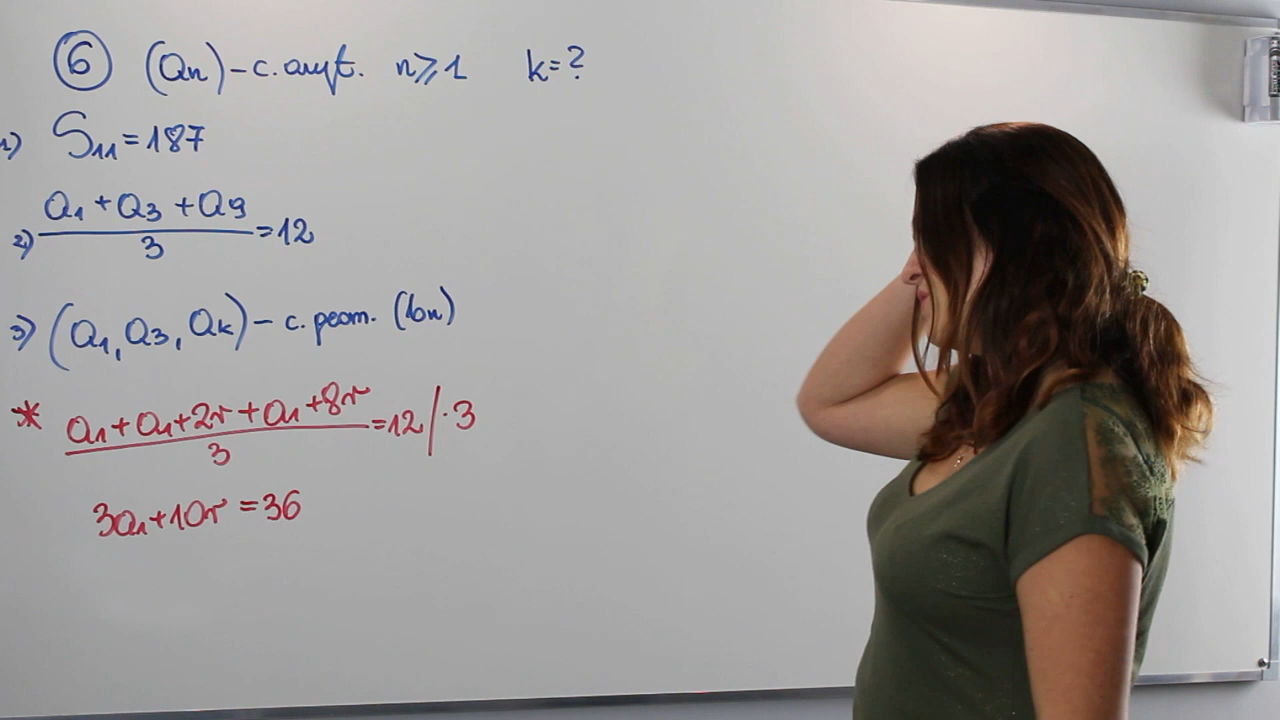 ⑥ (an) – c. aryt. n ⩾ 1 k = ?
1) S₁₁ = 187
2) (a₁ + a₃ + a₉)/3 = 12
3) (a₁, a₃, ak) – c. geom. (bn)
* (a₁ + a₁ + 2r + a₁ + 8r)/3 = 12 / · 3
3a₁ + 10r = 36